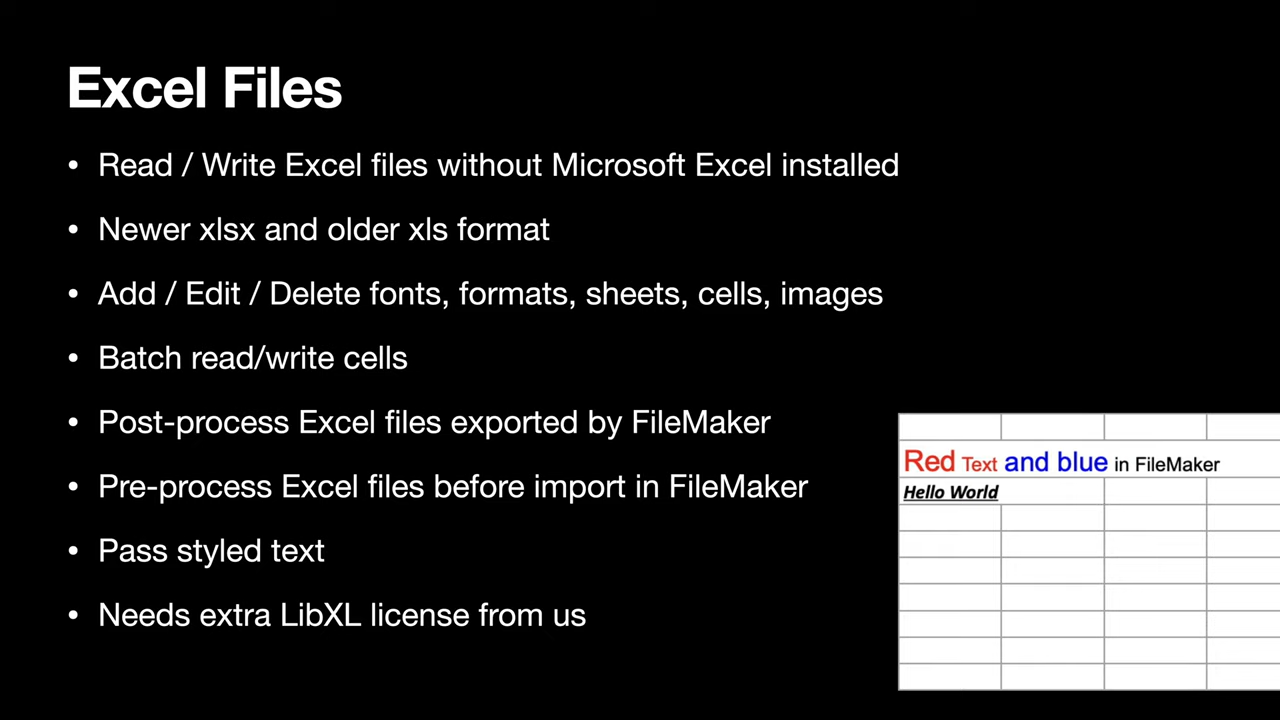 Excel Files
• Read / Write Excel files without Microsoft Excel installed
• Newer xlsx and older xls format
• Add / Edit / Delete fonts, formats, sheets, cells, images
• Batch read/write cells
• Post-process Excel files exported by FileMaker
• Pre-process Excel files before import in FileMaker
• Pass styled text
• Needs extra LibXL license from us
Red Text and blue in FileMaker
Hello World